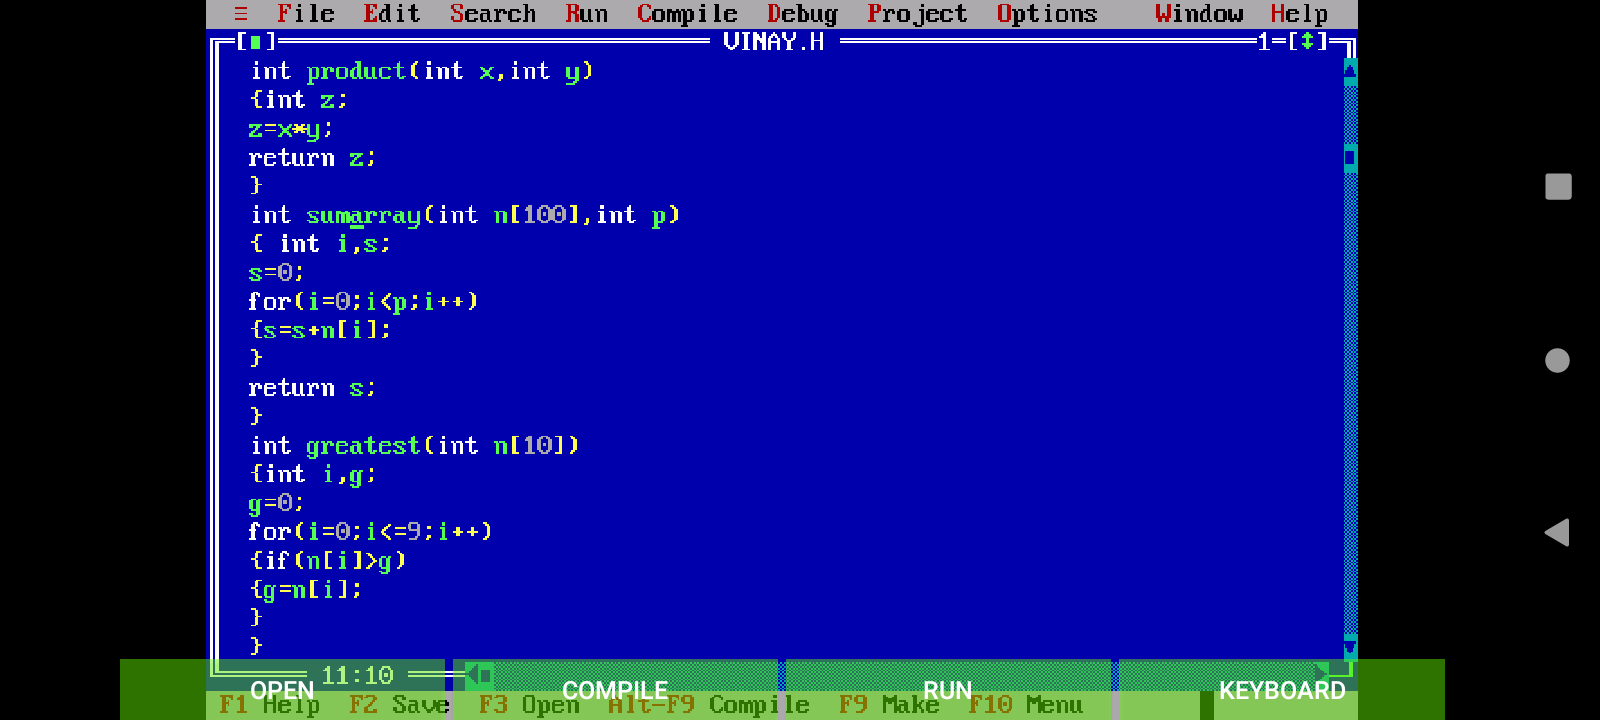 ≡ File Edit Search Run Compile Debug Project Options Window Help
[■] VINAY.H 1=[↕]
int product(int x,int y)
{int z;
z=x*y;
return z;
}
int sumarray(int n[100],int p)
{ int i,s;
s=0;
for(i=0;i<p;i++)
{s=s+n[i];
}
return s;
}
int greatest(int n[10])
{int i,g;
g=0;
for(i=0;i<=9;i++)
{if(n[i]>g)
{g=n[i];
}
}
11:10
OPEN COMPILE RUN KEYBOARD
F1 Help F2 Save F3 Open Alt-F9 Compile F9 Make F10 Menu